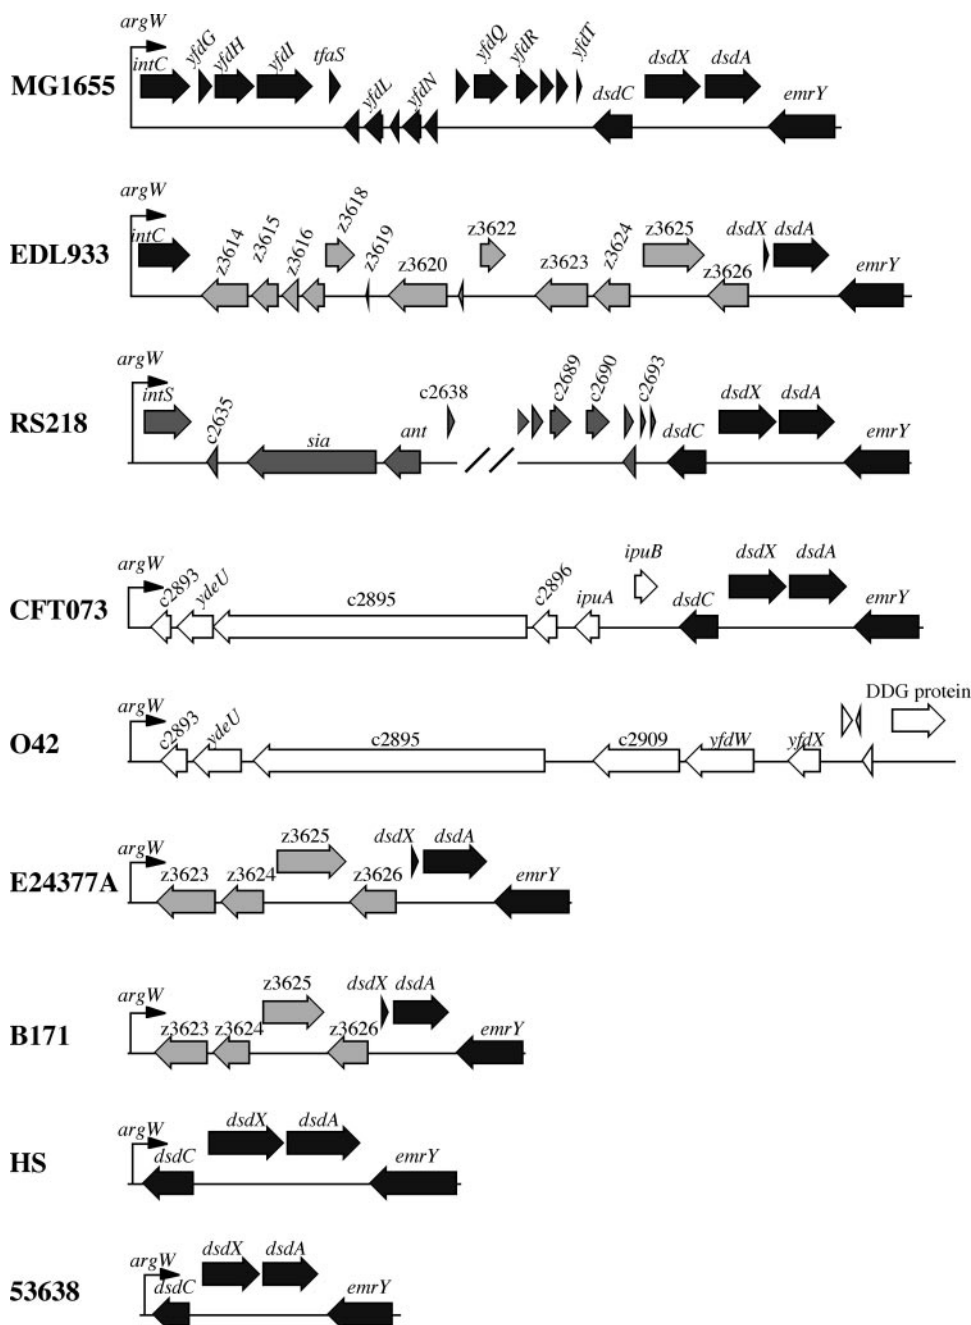 argW
intC
yfdG
yfdH
yfdI
tfaS
yfdL
yfdN
yfdQ
yfdR
yfdT
dsdC
dsdX
dsdA
emrY
MG1655
argW
intC
z3614
z3615
z3616
z3618
z3619
z3620
z3622
z3623
z3624
z3625
z3626
dsdX
dsdA
emrY
EDL933
argW
intS
c2635
sia
ant
c2638
c2689
c2690
c2693
dsdC
dsdX
dsdA
emrY
RS218
argW
c2893
ydeU
c2895
c2896
ipuA
ipuB
dsdC
dsdX
dsdA
emrY
CFT073
argW
c2893
ydeU
c2895
c2909
yfdW
yfdX
DDG protein
O42
argW
z3623
z3624
z3625
z3626
dsdX
dsdA
emrY
E24377A
argW
z3623
z3624
z3625
z3626
dsdX
dsdA
emrY
B171
argW
dsdC
dsdX
dsdA
emrY
HS
argW
dsdC
dsdX
dsdA
emrY
53638